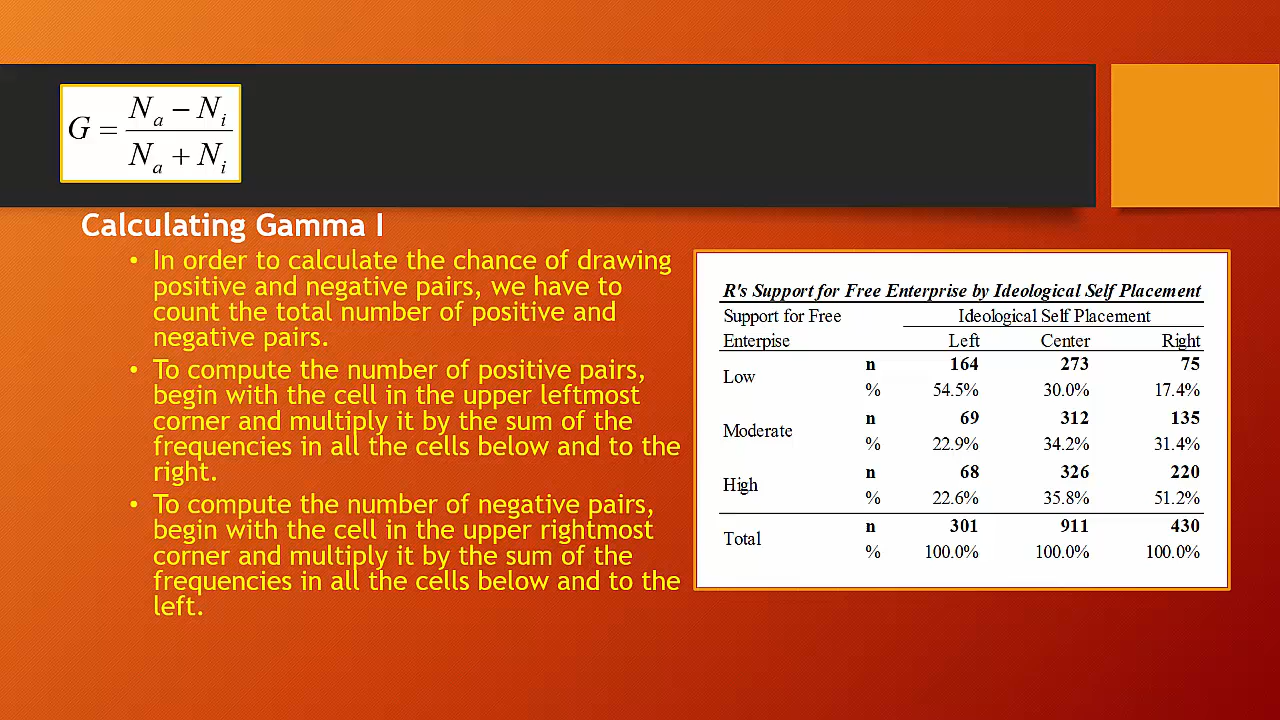 G = Na − Ni
Na + Ni
Calculating Gamma I
• In order to calculate the chance of drawing
positive and negative pairs, we have to
count the total number of positive and
negative pairs.
• To compute the number of positive pairs,
begin with the cell in the upper leftmost
corner and multiply it by the sum of the
frequencies in all the cells below and to the
right.
• To compute the number of negative pairs,
begin with the cell in the upper rightmost
corner and multiply it by the sum of the
frequencies in all the cells below and to the
left.
R's Support for Free Enterprise by Ideological Self Placement
Support for Free Ideological Self Placement
Enterpise Left Center Right
Low n 164 273 75
% 54.5% 30.0% 17.4%
Moderate n 69 312 135
% 22.9% 34.2% 31.4%
High n 68 326 220
% 22.6% 35.8% 51.2%
Total n 301 911 430
% 100.0% 100.0% 100.0%